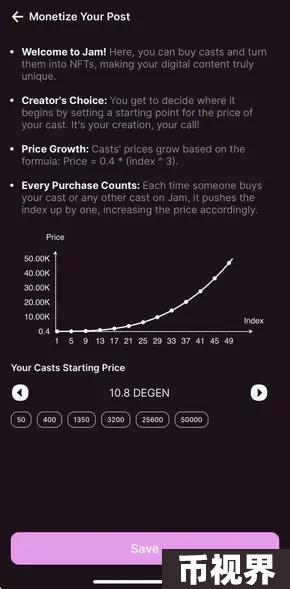 Monetize Your Post
• Welcome to Jam! Here, you can buy casts and turn
them into NFTs, making your digital content truly
unique.
• Creator's Choice: You get to decide where it
begins by setting a starting point for the price
of your cast. It's your creation, your call!
• Price Growth: Casts' prices grow based on the
formula: Price = 0.4 * (index ^ 3).
• Every Purchase Counts: Each time someone buys
your cast or any other cast on Jam, it pushes the
index up by one, increasing the price accordingly.
Price
50.00K
40.00K
30.00K
20.00K
10.00K
0.4
Index
1 5 9 13 17 21 25 29 33 37 41 45 49
Your Casts Starting Price
10.8 DEGEN
50 400 1350 3200 25600 50000
Save
币视界